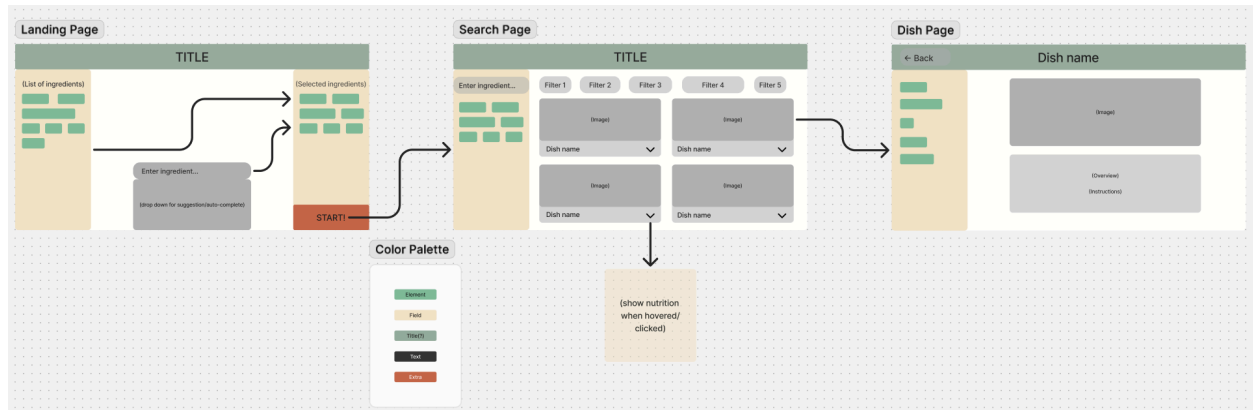 Landing Page
TITLE
(List of ingredients)
(Selected ingredients)
Enter ingredient...
(drop down for suggestion/auto-complete)
START!
Search Page
TITLE
Enter ingredient...
Filter 1
Filter 2
Filter 3
Filter 4
Filter 5
(Image)
(Image)
Dish name
Dish name
(Image)
(Image)
Dish name
Dish name
(show nutrition
when hovered/
clicked)
Dish Page
← Back
Dish name
(Image)
(Overview)
(Instructions)
Color Palette
Element
Field
Title(?)
Text
Extra